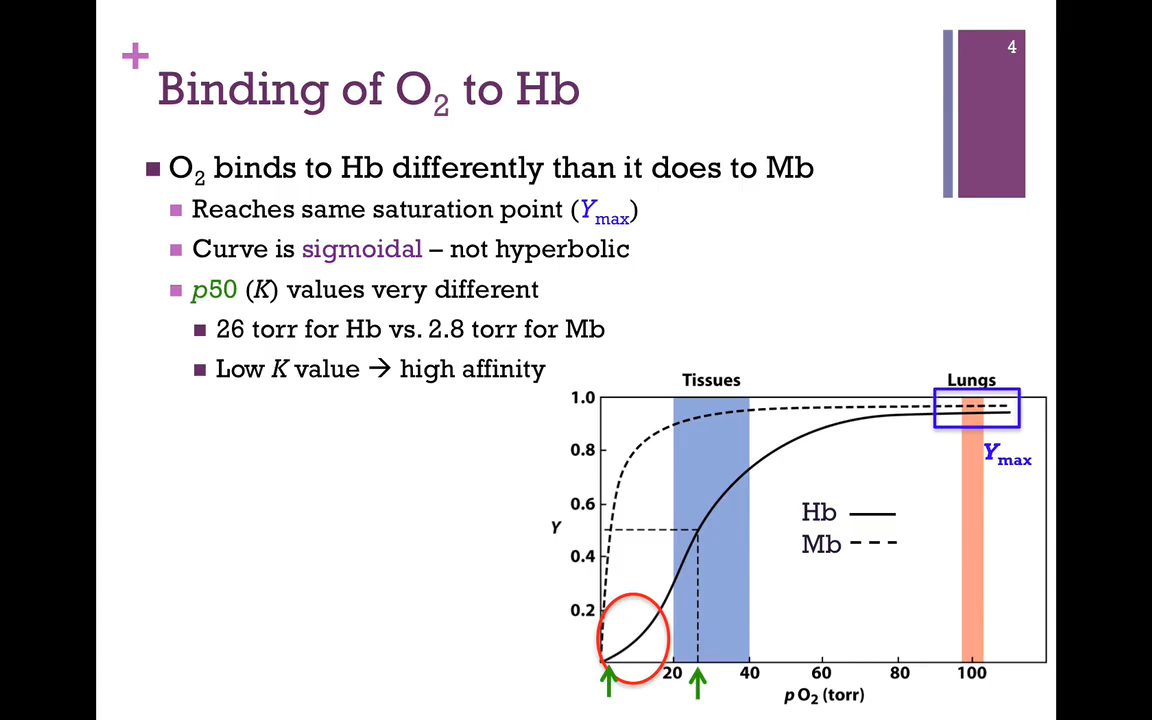 4
+
Binding of O₂ to Hb
■ O₂ binds to Hb differently than it does to Mb
■ Reaches same saturation point (Yₘₐₓ)
■ Curve is sigmoidal – not hyperbolic
■ p50 (K) values very different
■ 26 torr for Hb vs. 2.8 torr for Mb
■ Low K value → high affinity
Tissues
Lungs
1.0
0.8
0.6
0.4
0.2
Y
Yₘₐₓ
Hb
Mb
20
40
60
80
100
pO₂ (torr)